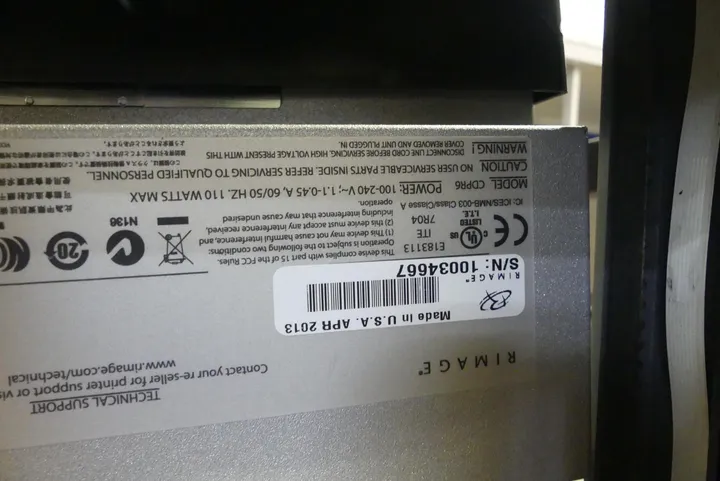 TECHNICAL SUPPORT
Contact your re-seller for printer support or vis
www.rimage.com/technical
RIMAGE®
Made in U.S.A. APR 2013
RIMAGE®
S/N: 10034667
This device complies with part 15 of the FCC Rules.
Operation is subject to the following two conditions:
(1) This device may not cause harmful interference, and
(2) this device must accept any interference received,
including interference that may cause undesired
operation.
CE
C UL US
LISTED
I.T.E.
E183113
ITE
7R04
N136
20
IC: ICES/NMB-003 Class/Classe A
MODEL: CDPR6 POWER: 100-240 V~; 1.1-0.45 A, 60/50 HZ. 110 WATTS MAX
CAUTION: NO USER SERVICEABLE PARTS INSIDE. REFER SERVICING TO QUALIFIED PERSONNEL.
WARNING! DISCONNECT LINE CORD BEFORE SERVICING, HIGH VOLTAGE PRESENT WITH
COVER REMOVED AND UNIT PLUGGED IN.